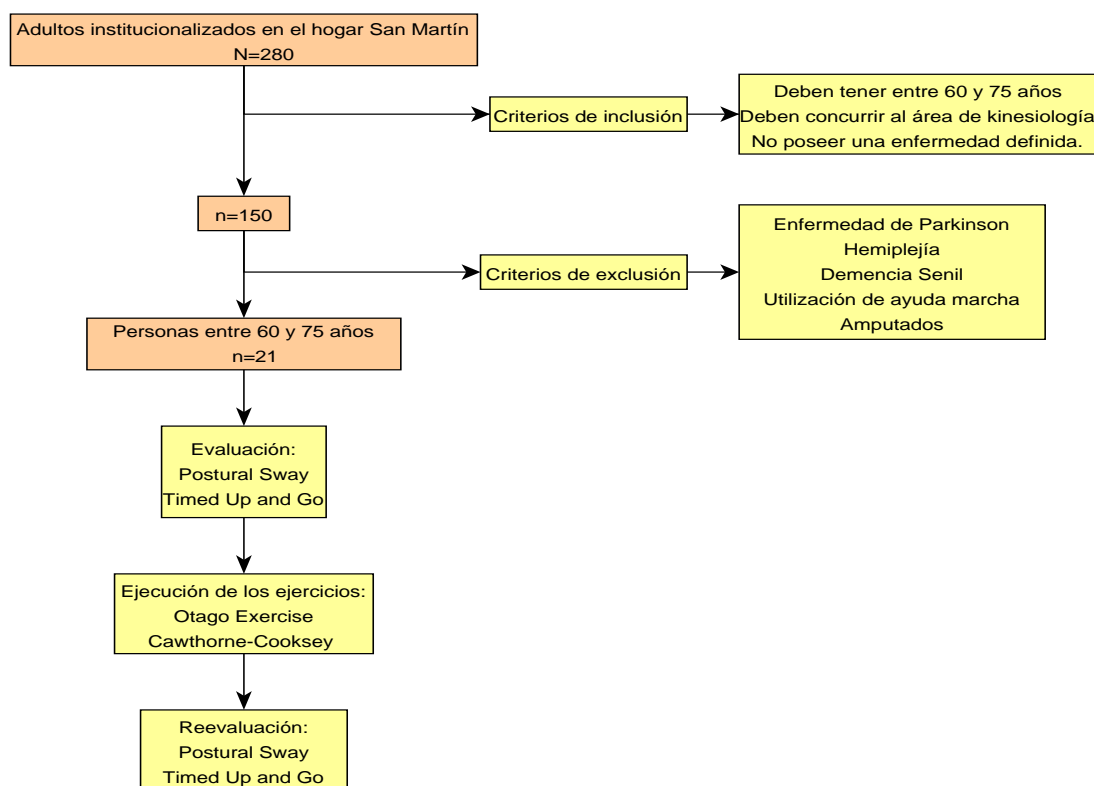 Adultos institucionalizados en el hogar San Martín
N=280
Criterios de inclusión
Deben tener entre 60 y 75 años
Deben concurrir al área de kinesiología
No poseer una enfermedad definida.
n=150
Criterios de exclusión
Enfermedad de Parkinson
Hemiplejía
Demencia Senil
Utilización de ayuda marcha
Amputados
Personas entre 60 y 75 años
n=21
Evaluación:
Postural Sway
Timed Up and Go
Ejecución de los ejercicios:
Otago Exercise
Cawthorne-Cooksey
Reevaluación:
Postural Sway
Timed Up and Go